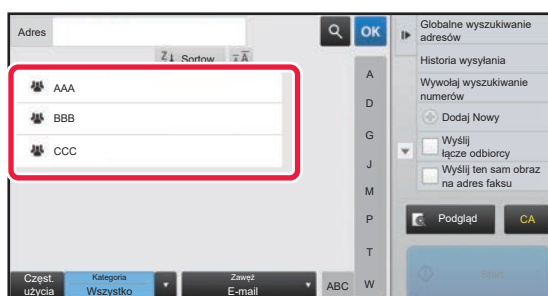 Adres
OK
Sortow
AAA
BBB
CCC
A
D
G
J
M
P
T
W
Globalne wyszukiwanie
adresów
Historia wysyłania
Wywołaj wyszukiwanie
numerów
Dodaj Nowy
Wyślij
łącze odbiorcy
Wyślij ten sam obraz
na adres faksu
Podgląd
CA
Start
Częst.
użycia
Kategoria
Wszystko
Zawęź
E-mail
ABC